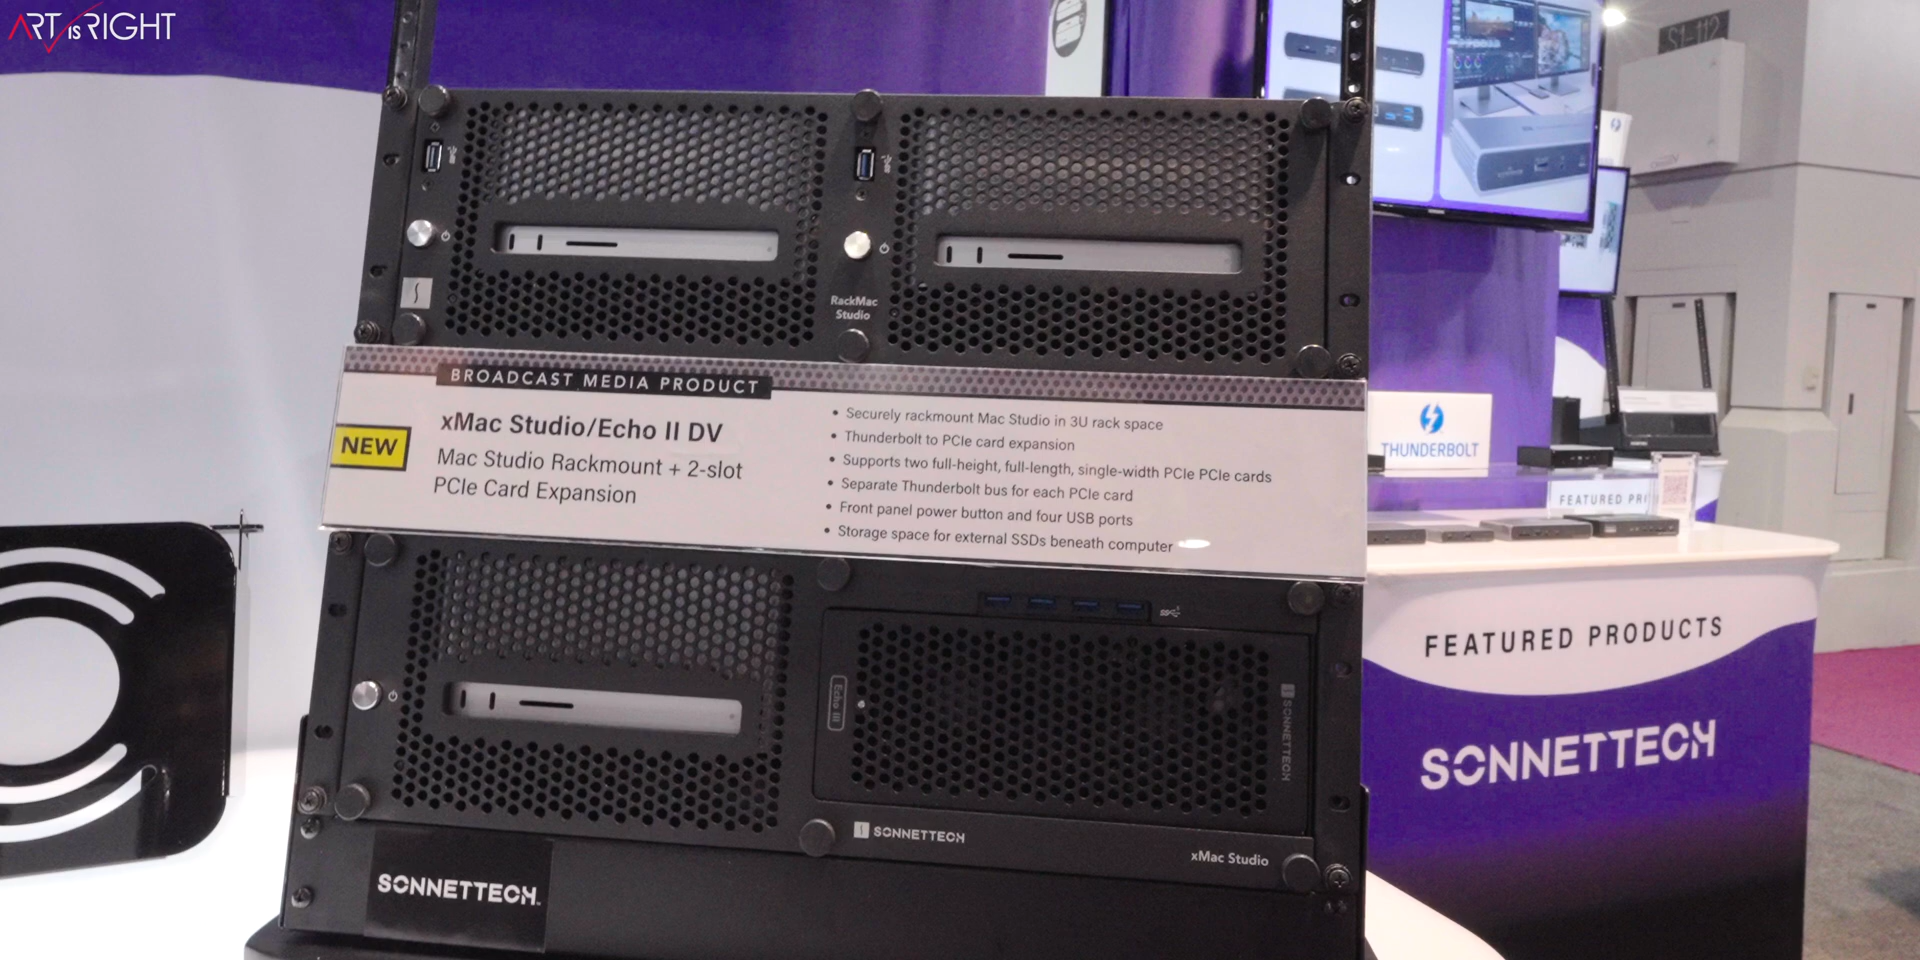 ART iS RIGHT
S1-112
RackMac
Studio
BROADCAST MEDIA PRODUCT
NEW
xMac Studio/Echo II DV
Mac Studio Rackmount + 2-slot
PCIe Card Expansion
• Securely rackmount Mac Studio in 3U rack space
• Thunderbolt to PCIe card expansion
• Supports two full-height, full-length, single-width PCIe PCIe cards
• Separate Thunderbolt bus for each PCIe card
• Front panel power button and four USB ports
• Storage space for external SSDs beneath computer
THUNDERBOLT
FEATURED PR
FEATURED PRODUCTS
SONNETTECH
Echo III
SONNETTECH
SONNETTECH
xMac Studio
SONNETTECH